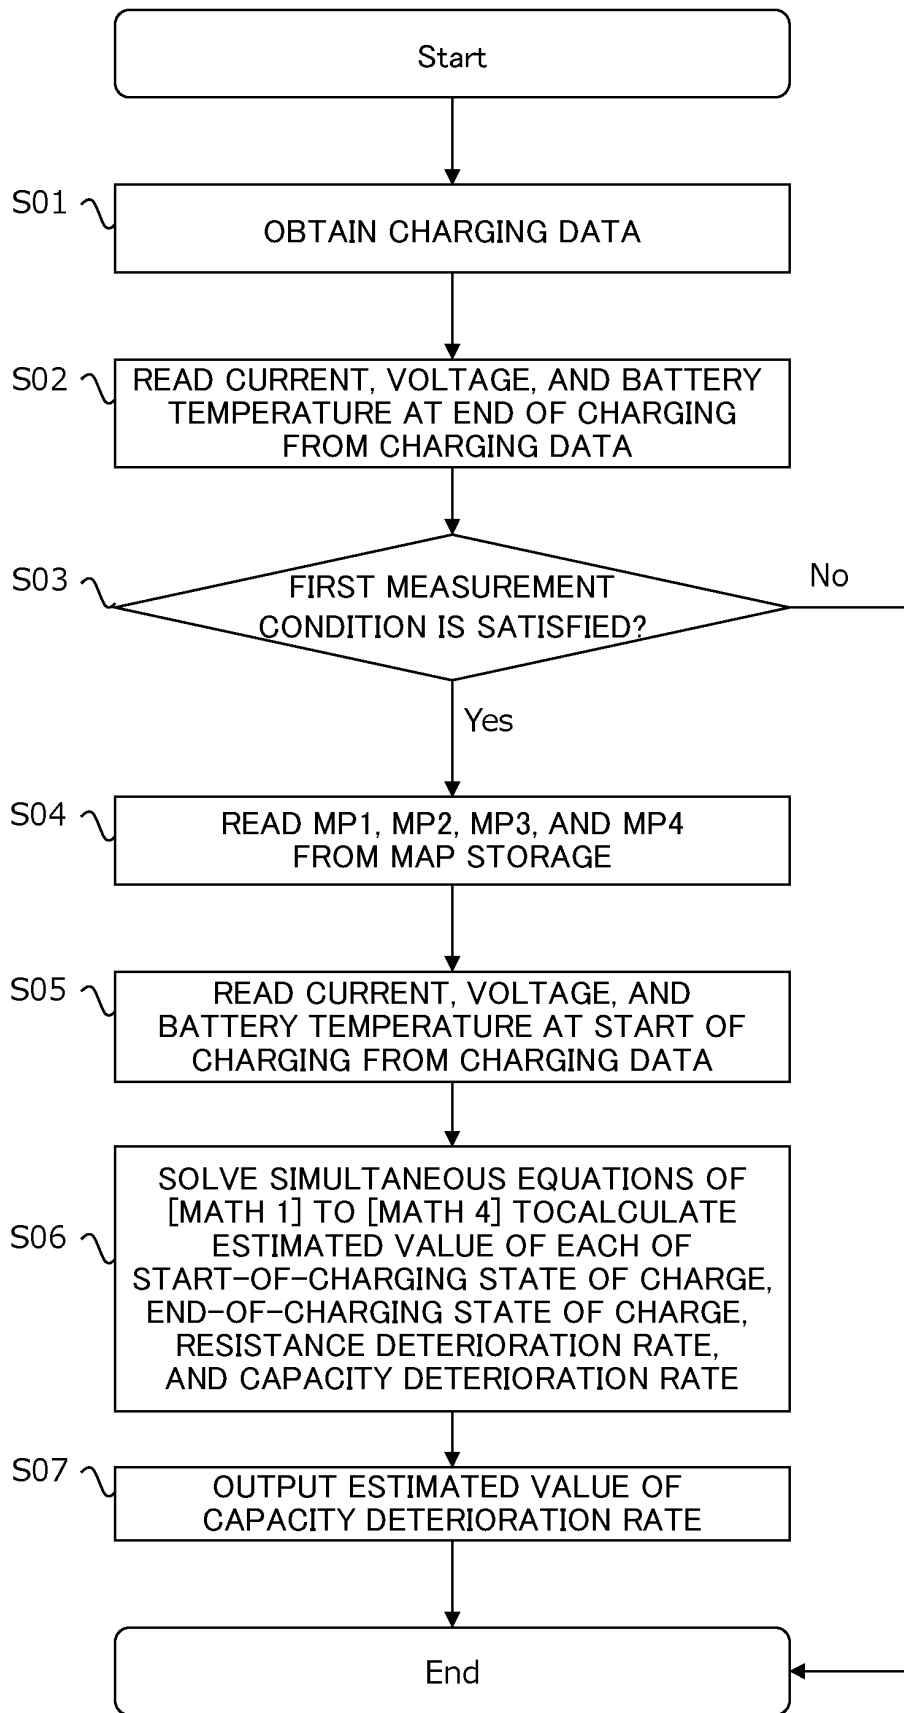 Start
S01
OBTAIN CHARGING DATA
S02
READ CURRENT, VOLTAGE, AND BATTERY
TEMPERATURE AT END OF CHARGING
FROM CHARGING DATA
S03
FIRST MEASUREMENT
CONDITION IS SATISFIED?
No
Yes
S04
READ MP1, MP2, MP3, AND MP4
FROM MAP STORAGE
S05
READ CURRENT, VOLTAGE, AND
BATTERY TEMPERATURE AT START OF
CHARGING FROM CHARGING DATA
S06
SOLVE SIMULTANEOUS EQUATIONS OF
[MATH 1] TO [MATH 4] TOCALCULATE
ESTIMATED VALUE OF EACH OF
START-OF-CHARGING STATE OF CHARGE,
END-OF-CHARGING STATE OF CHARGE,
RESISTANCE DETERIORATION RATE,
AND CAPACITY DETERIORATION RATE
S07
OUTPUT ESTIMATED VALUE OF
CAPACITY DETERIORATION RATE
End